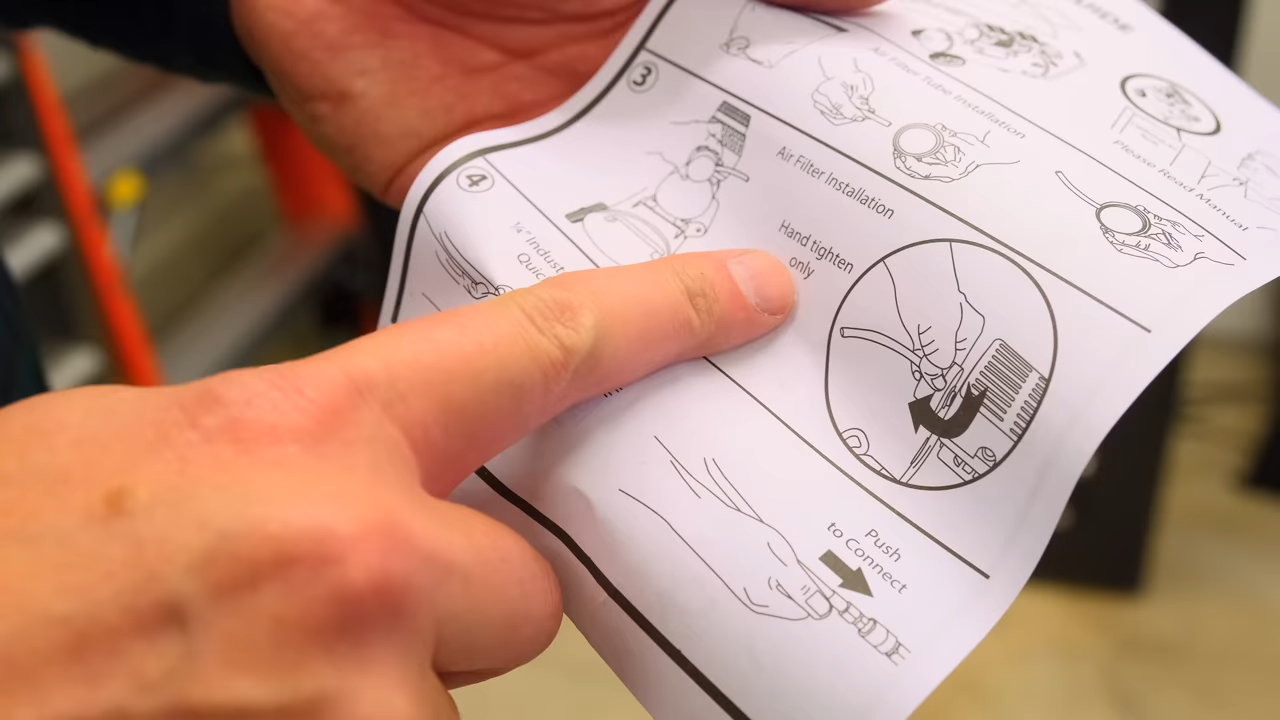 Please Read Manual
Air Filter Tube Installation
3
Air Filter Installation
Hand tighten
only
4
Push
to Connect